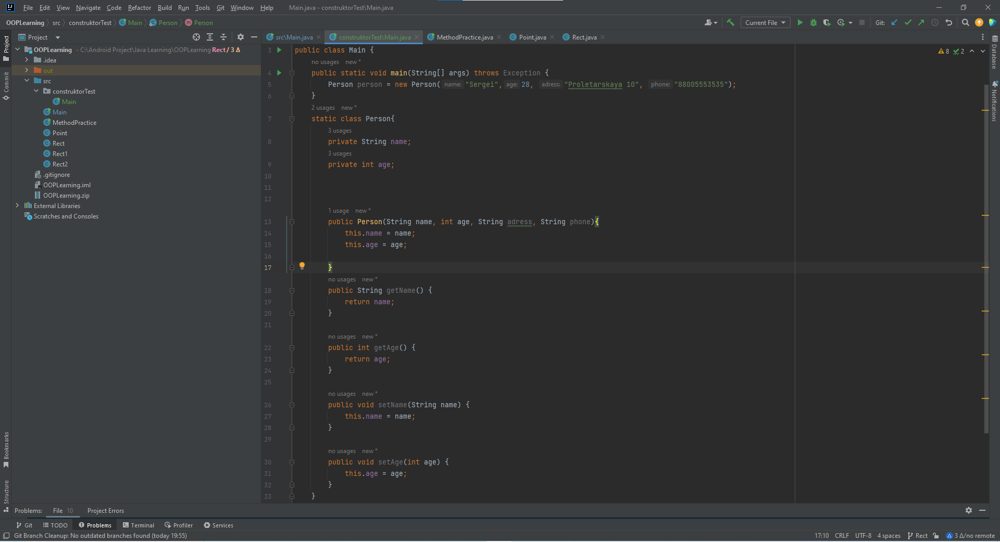 File Edit View Navigate Code Refactor Build Run Tools Git Window Help Main.java - construktorTest\Main.java
OOPLearning src construktorTest Main Person Person Current File Git:
Project src\Main.java construktorTest\Main.java MethodPractice.java Point.java Rect.java
Project
Commit
Bookmarks
Structure
OOPLearning - C:\Android Project\Java Learning\OOPLearning Rect / 3 Δ
.idea
out
src
construktorTest
Main
Main
MethodPractice
Point
Rect
Rect1
Rect2
.gitignore
OOPLearning.iml
OOPLearning.zip
External Libraries
Scratches and Consoles
8 2
3 public class Main {
no usages new *
4 public static void main(String[] args) throws Exception {
5 Person person = new Person( name: "Sergei", age: 28, adress: "Proletarskaya 10", phone: "88005553535");
6 }
2 usages new *
7 static class Person{
3 usages
8 private String name;
3 usages
9 private int age;
10
11
12
1 usage new *
13 public Person(String name, int age, String adress, String phone){
14 this.name = name;
15 this.age = age;
16
17 }
no usages new *
18 public String getName() {
19 return name;
20 }
21
no usages new *
22 public int getAge() {
23 return age;
24 }
25
no usages new *
26 public void setName(String name) {
27 this.name = name;
28 }
29
no usages new *
30 public void setAge(int age) {
31 this.age = age;
32 }
33 }
Database
Notifications
Problems: File 10 Project Errors
Git TODO Problems Terminal Profiler Services
Git Branch Cleanup: No outdated branches found (today 19:55) 17:10 CRLF UTF-8 4 spaces Rect 3 Δ/no remote